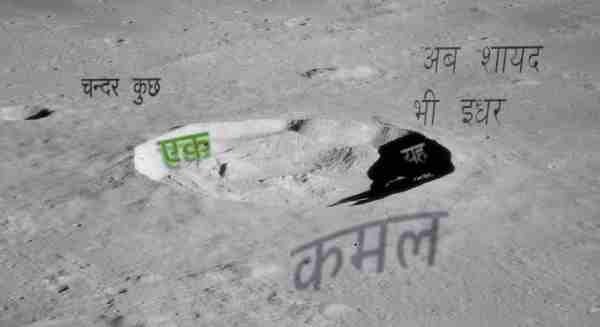 अब शायद
भी इधर
चन्दर कुछ
एक
यह
कमल